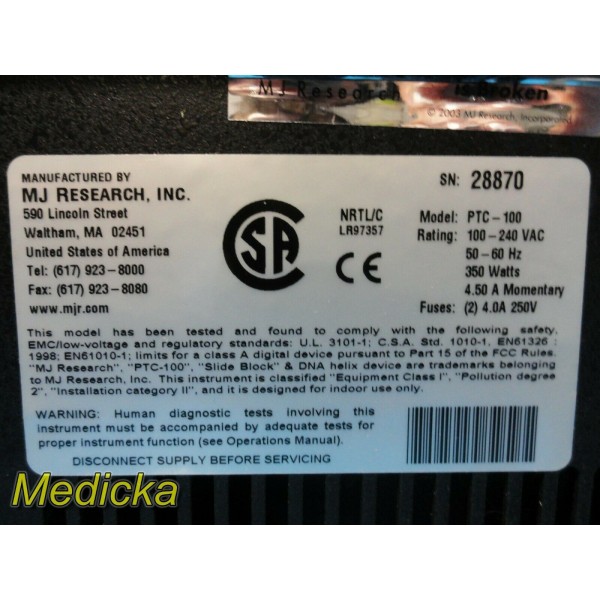 MJ Research is Broken
© 2003 MJ Research, Incorporated
MANUFACTURED BY
MJ RESEARCH, INC.
590 Lincoln Street
Waltham, MA 02451
United States of America
Tel: (617) 923-8000
Fax: (617) 923-8080
www.mjr.com
CSA
NRTL/C
LR97357
CE
SN: 28870
Model: PTC-100
Rating: 100-240 VAC
50-60 Hz
350 Watts
4.50 A Momentary
Fuses: (2) 4.0A 250V
This model has been tested and found to comply with the following safety,
EMC/low-voltage and regulatory standards: U.L. 3101-1; C.S.A. Std. 1010-1, EN61326 :
1998; EN61010-1; limits for a class A digital device pursuant to Part 15 of the FCC Rules.
"MJ Research", "PTC-100", "Slide Block" & DNA helix device are trademarks belonging
to MJ Research, Inc. This instrument is classified "Equipment Class I", "Pollution degree
2", "Installation category II", and it is designed for indoor use only.
WARNING: Human diagnostic tests involving this
instrument must be accompanied by adequate tests for
proper instrument function (see Operations Manual).
DISCONNECT SUPPLY BEFORE SERVICING
Medicka